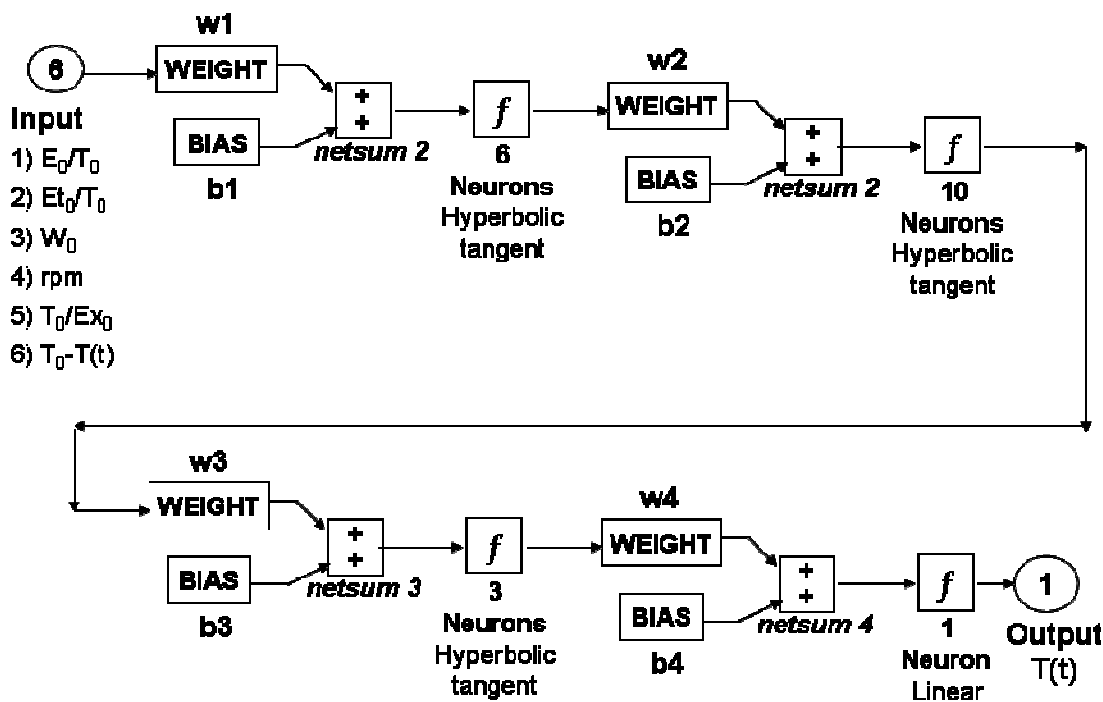 w1
6
WEIGHT
+
+
f
w2
WEIGHT
+
+
f
Input
BIAS
netsum 2
6
BIAS
netsum 2
10
b1
Neurons
Hyperbolic
tangent
b2
Neurons
Hyperbolic
tangent
1) E₀/T₀
2) Et₀/T₀
3) W₀
4) rpm
5) T₀/Ex₀
6) T₀-T(t)
w3
WEIGHT
+
+
f
w4
WEIGHT
+
+
f
1
BIAS
netsum 3
3
BIAS
netsum 4
1
Output
T(t)
b3
Neurons
Hyperbolic
tangent
b4
Neuron
Linear